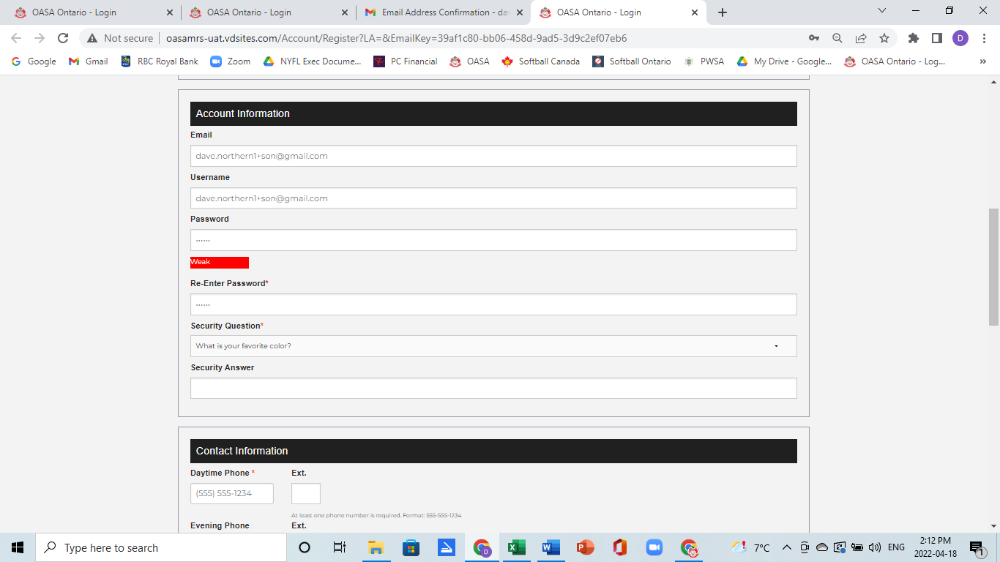 OASA Ontario - Login
OASA Ontario - Login
Email Address Confirmation - da
OASA Ontario - Login
Not secure oasamrs-uat.vdsites.com/Account/Register?LA=&EmailKey=39af1c80-bb06-458d-9ad5-3d9c2ef07eb6
D
Google Gmail RBC Royal Bank Zoom NYFL Exec Docume... PC Financial OASA Softball Canada Softball Ontario PWSA My Drive - Google... OASA Ontario - Log... »
Account Information
Email
dave.northern1+son@gmail.com
Username
dave.northern1+son@gmail.com
Password
······
Weak
Re-Enter Password*
······
Security Question*
What is your favorite color?
Security Answer
Contact Information
Daytime Phone * Ext.
(555) 555-1234
At least one phone number is required. Format: 555-555-1234
Evening Phone Ext.
Type here to search
7°C ENG
2:12 PM
2022-04-18
1